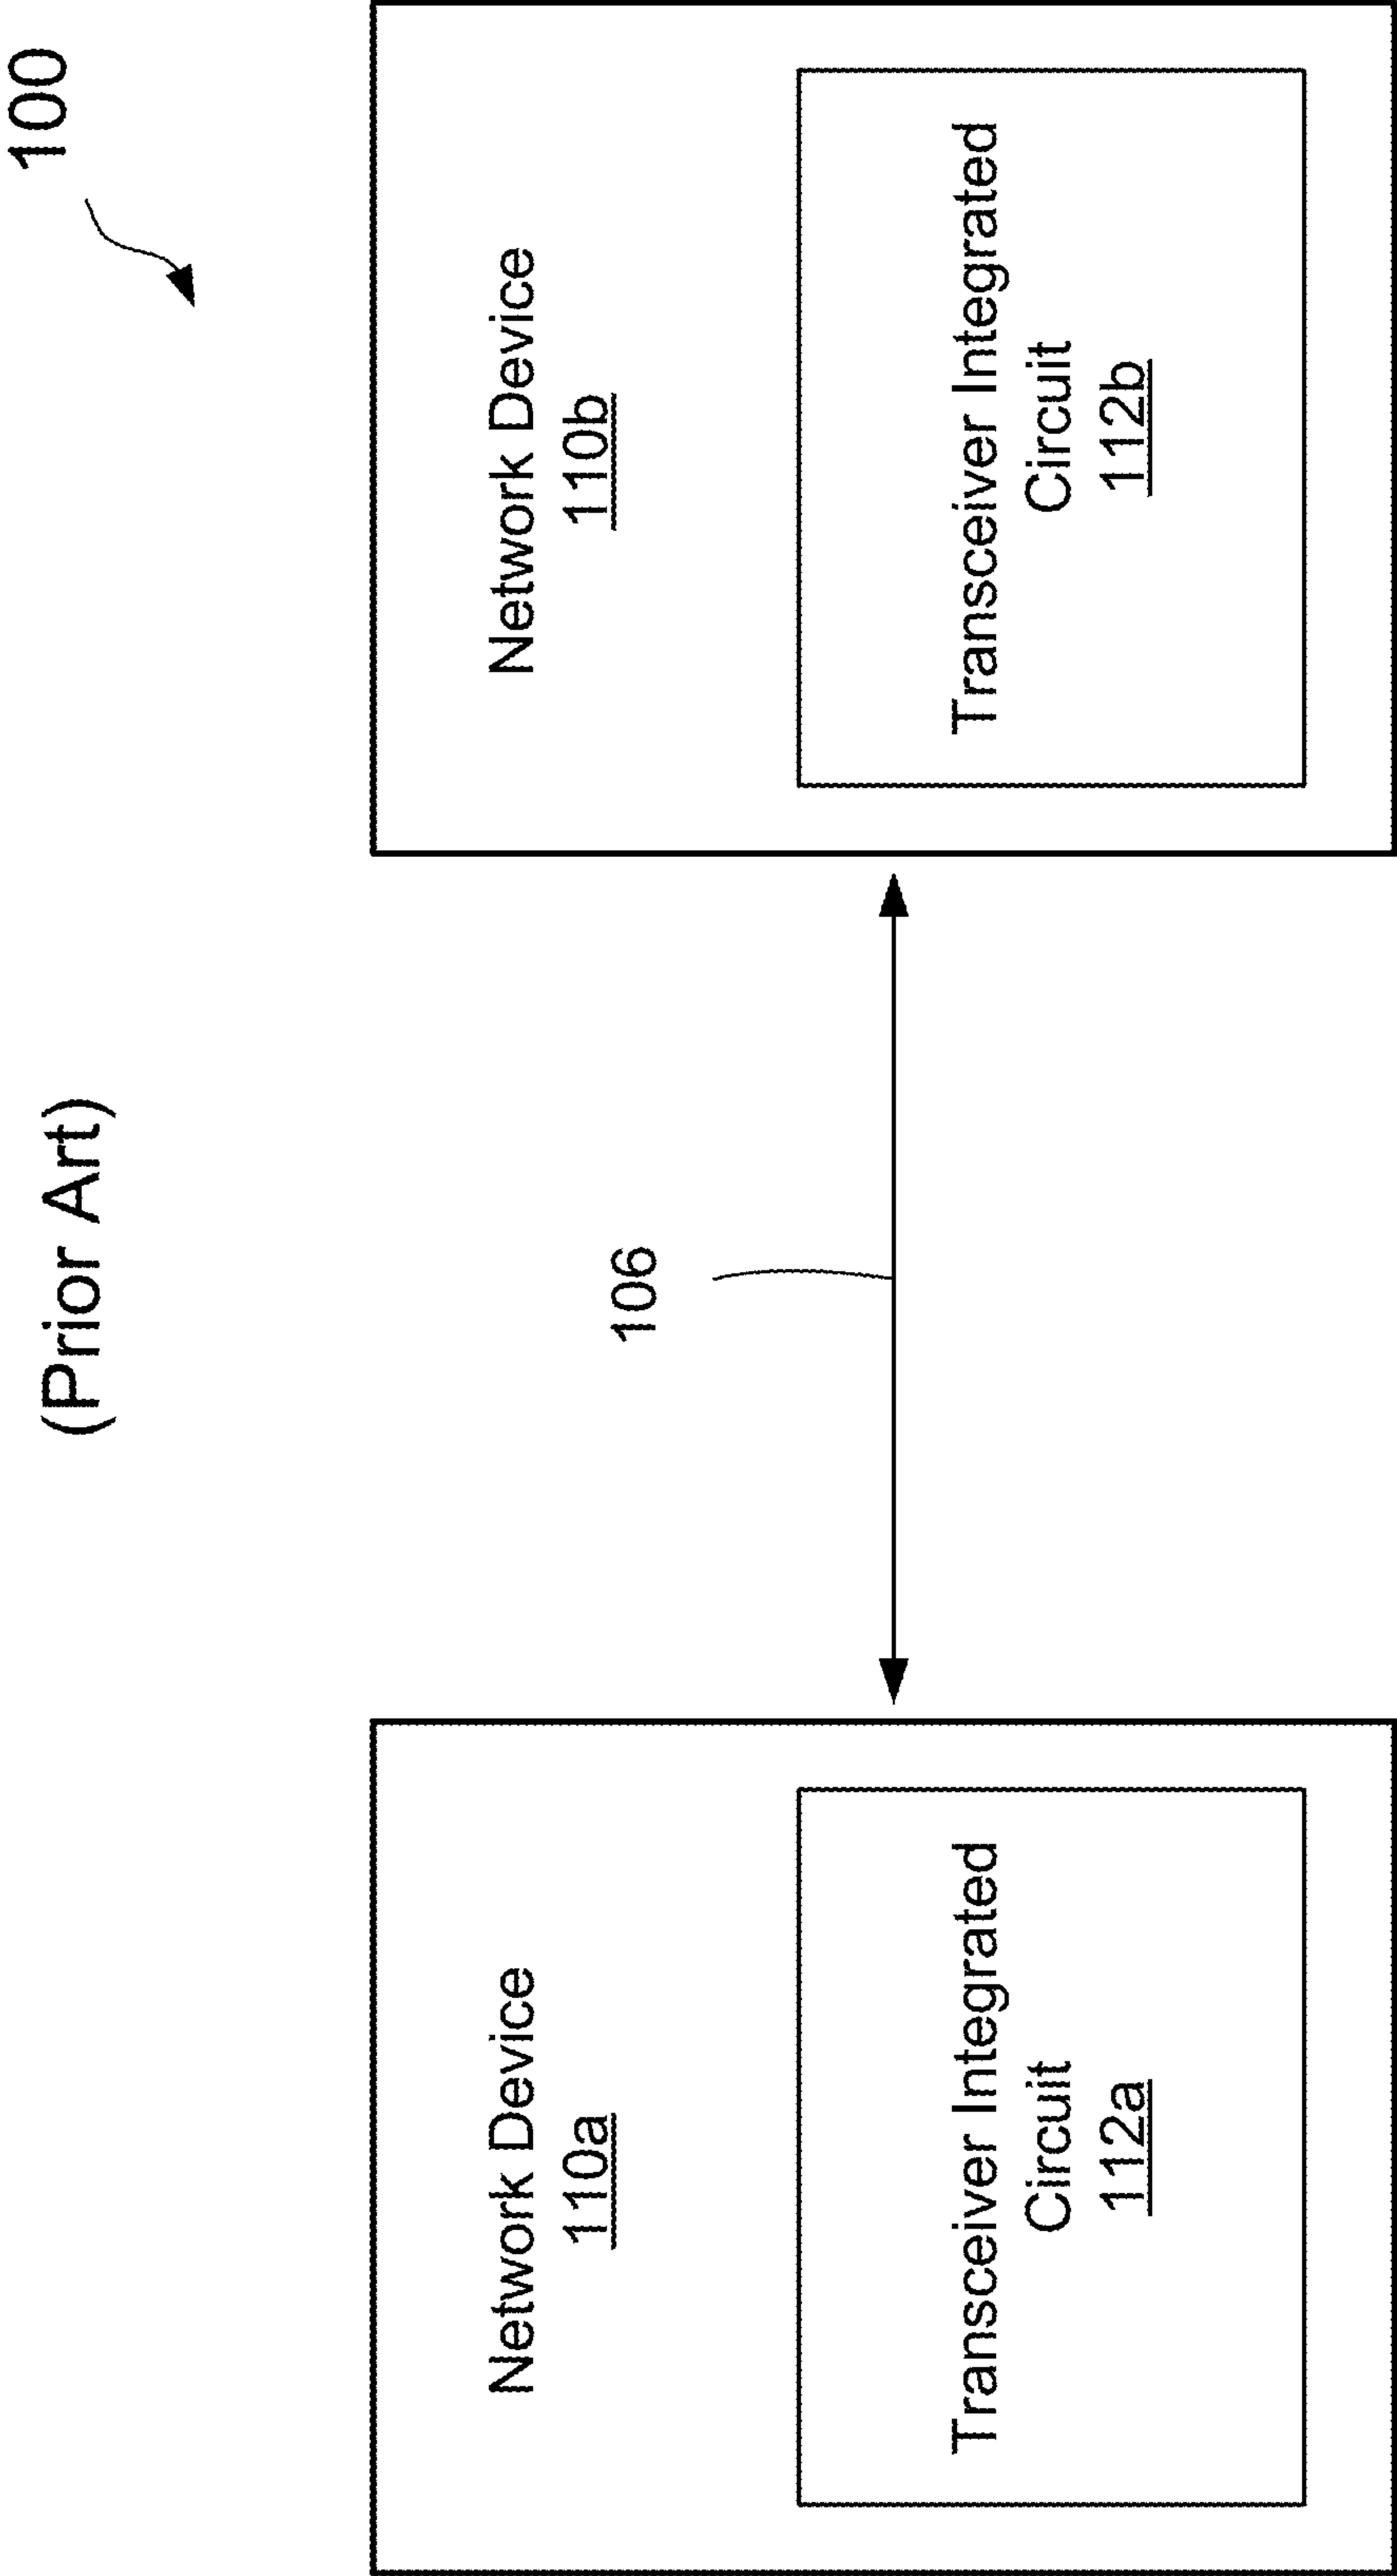 (Prior Art)
100
Network Device
110a
Transceiver Integrated
Circuit
112a
106
Network Device
110b
Transceiver Integrated
Circuit
112b